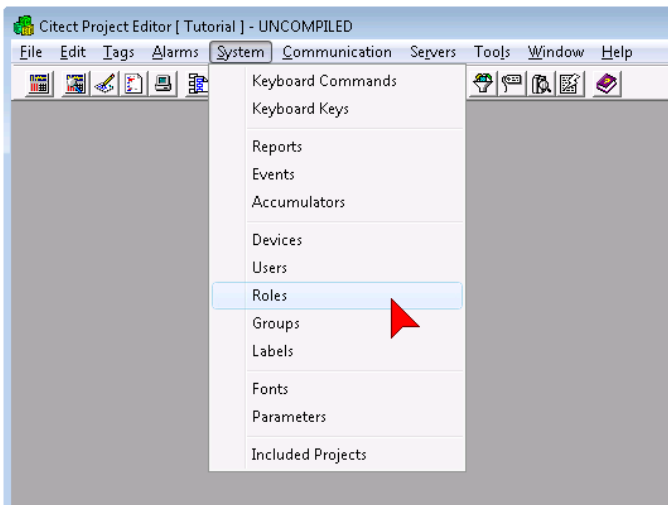 Citect Project Editor [ Tutorial ] - UNCOMPILED
File Edit Tags Alarms System Communication Servers Tools Window Help
Keyboard Commands
Keyboard Keys
Reports
Events
Accumulators
Devices
Users
Roles
Groups
Labels
Fonts
Parameters
Included Projects